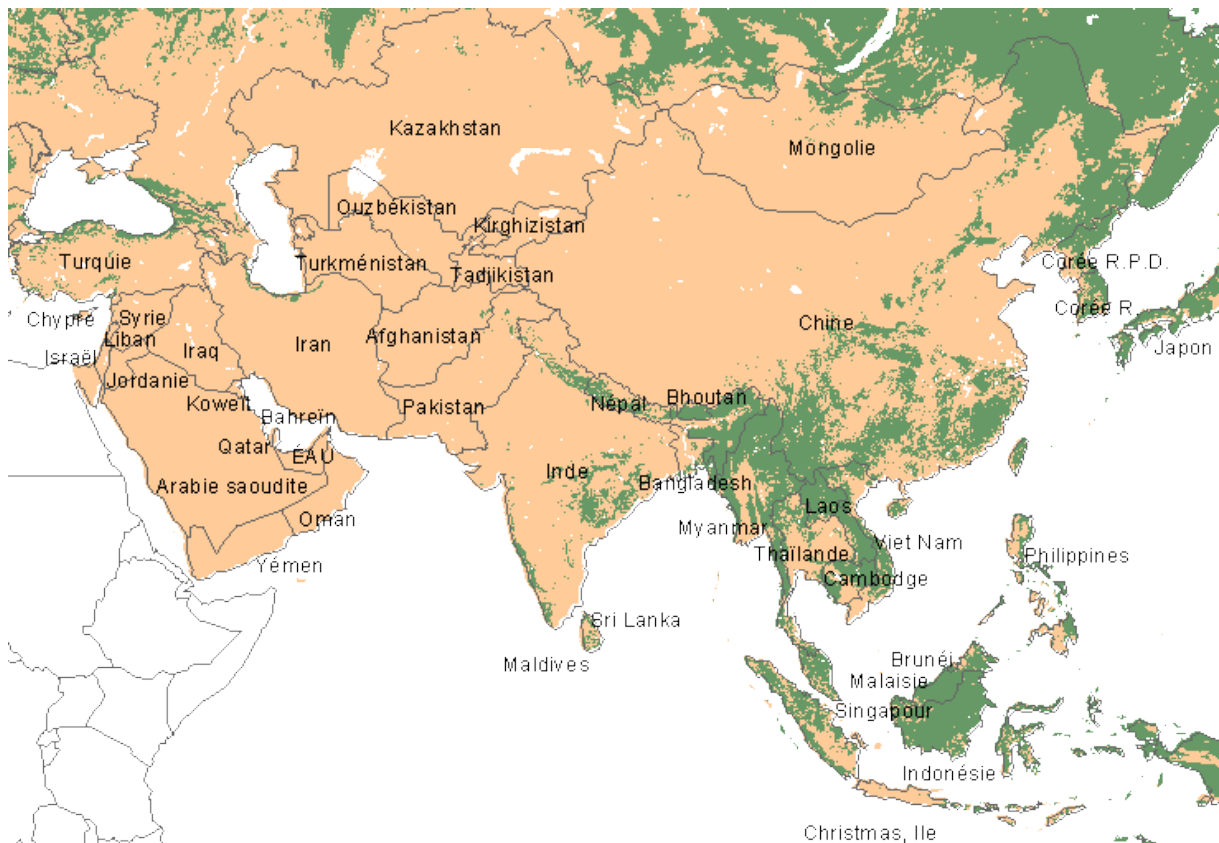 Kazakhstan
Mongolie
Ouzbékistan
Kirghizistan
Turquie
Turkménistan
Tadjikistan
Corée R.P.D.
Chypre
Syrie
Liban
Israël
Iraq
Iran
Afghanistan
Chine
Corée R.
Japon
Jordanie
Koweït
Bahreïn
Pakistan
Népal
Bhoutan
Qatar
EAU
Inde
Arabie saoudite
Bangladesh
Oman
Myanmar
Laos
Viet Nam
Yémen
Thaïlande
Philippines
Cambodge
Sri Lanka
Maldives
Brunéi
Malaisie
Singapour
Indonésie
Christmas, Ile